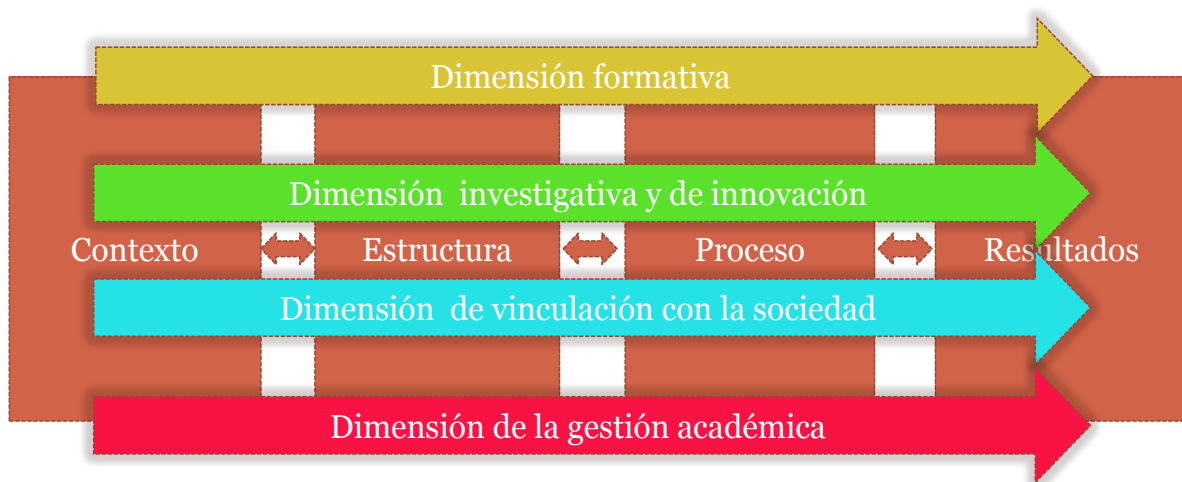 Dimensión formativa
Dimensión investigativa y de innovación
Contexto
Estructura
Proceso
Resultados
Dimensión de vinculación con la sociedad
Dimensión de la gestión académica